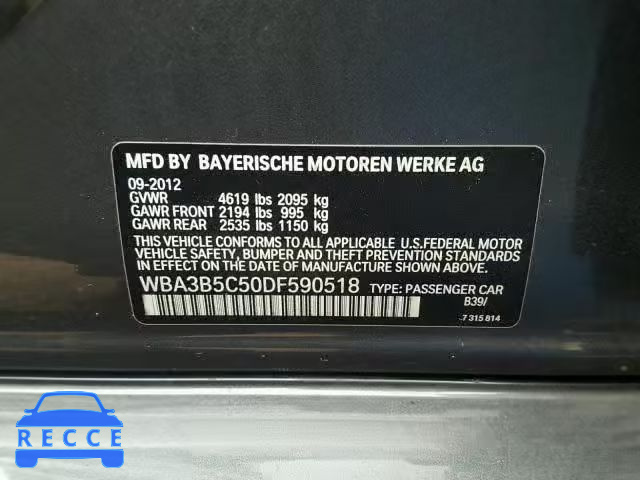 MFD BY BAYERISCHE MOTOREN WERKE AG
09-2012
GVWR 4619 lbs 2095 kg
GAWR FRONT 2194 lbs 995 kg
GAWR REAR 2535 lbs 1150 kg
THIS VEHICLE CONFORMS TO ALL APPLICABLE U.S.FEDERAL MOTOR
VEHICLE SAFETY, BUMPER AND THEFT PREVENTION STANDARDS
IN EFFECT ON THE DATE OF MANUFACTURE SHOWN ABOVE.
WBA3B5C50DF590518 TYPE: PASSENGER CAR
B39/
7 315 814
RECCE